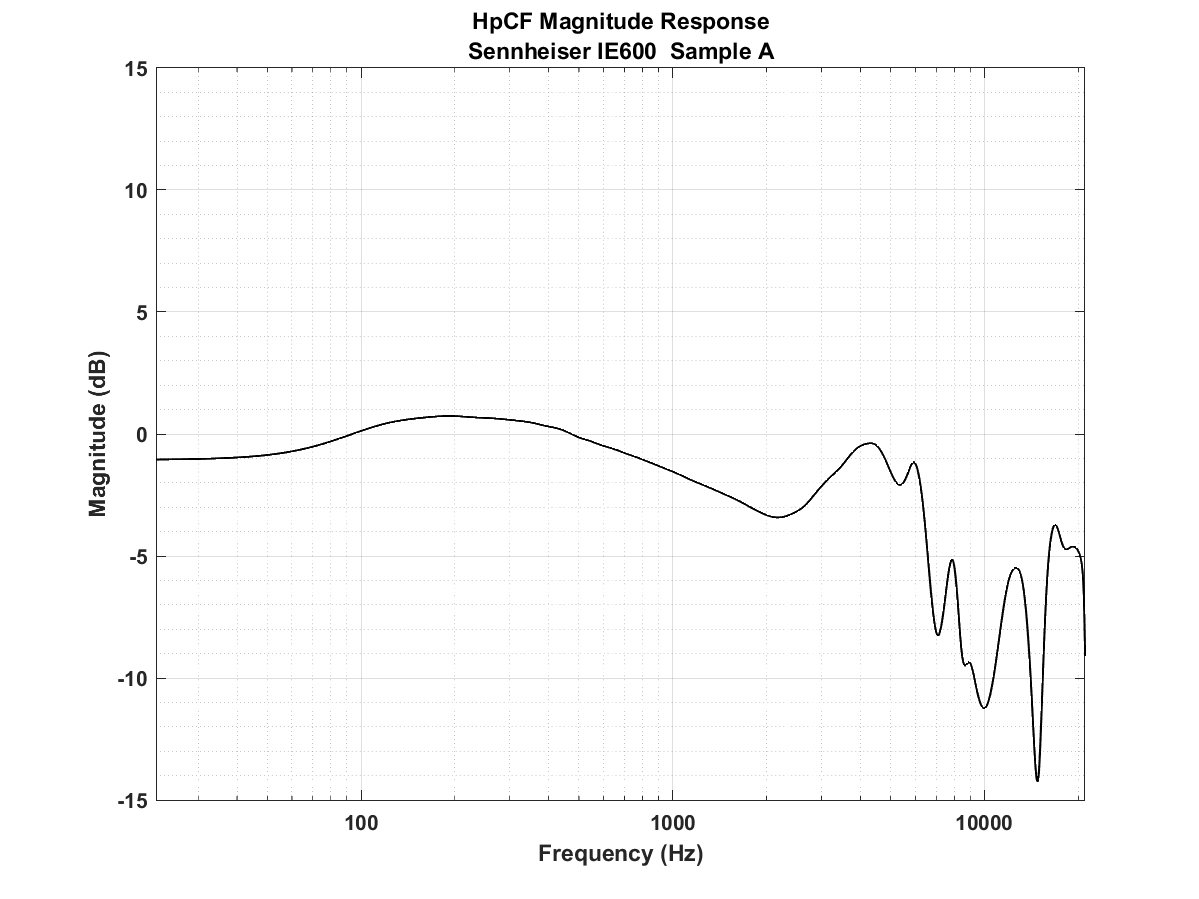 HpCF Magnitude Response
Sennheiser IE600  Sample A
15
10
5
0
-5
-10
-15
Magnitude (dB)
100
1000
10000
Frequency (Hz)